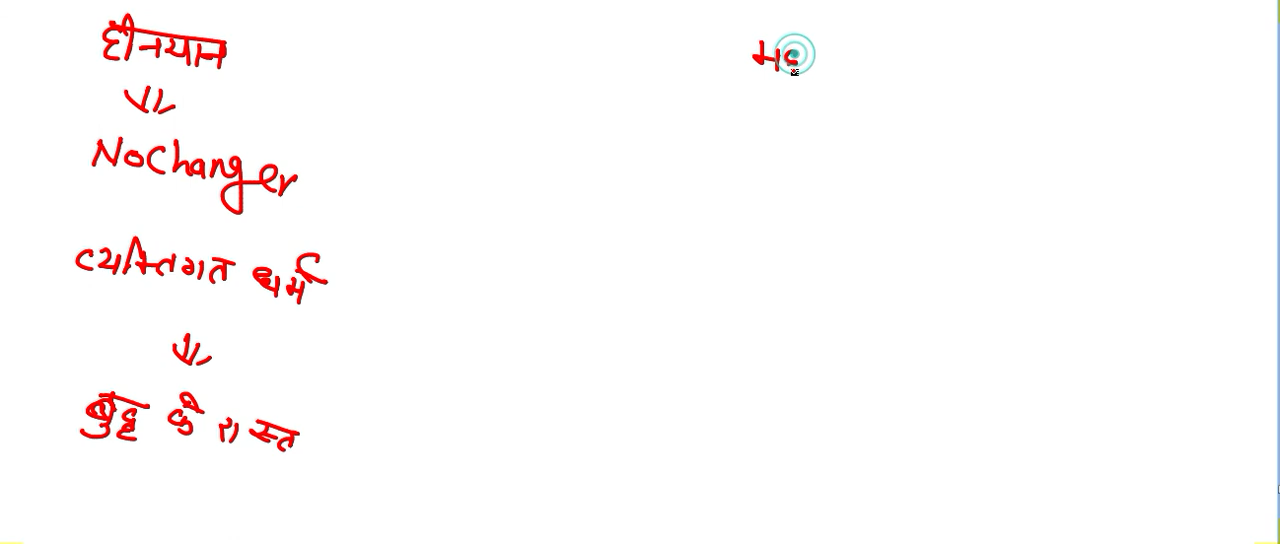 हीनयान
NoChanger
व्यक्तिगत धर्म
बुद्ध के रास्त